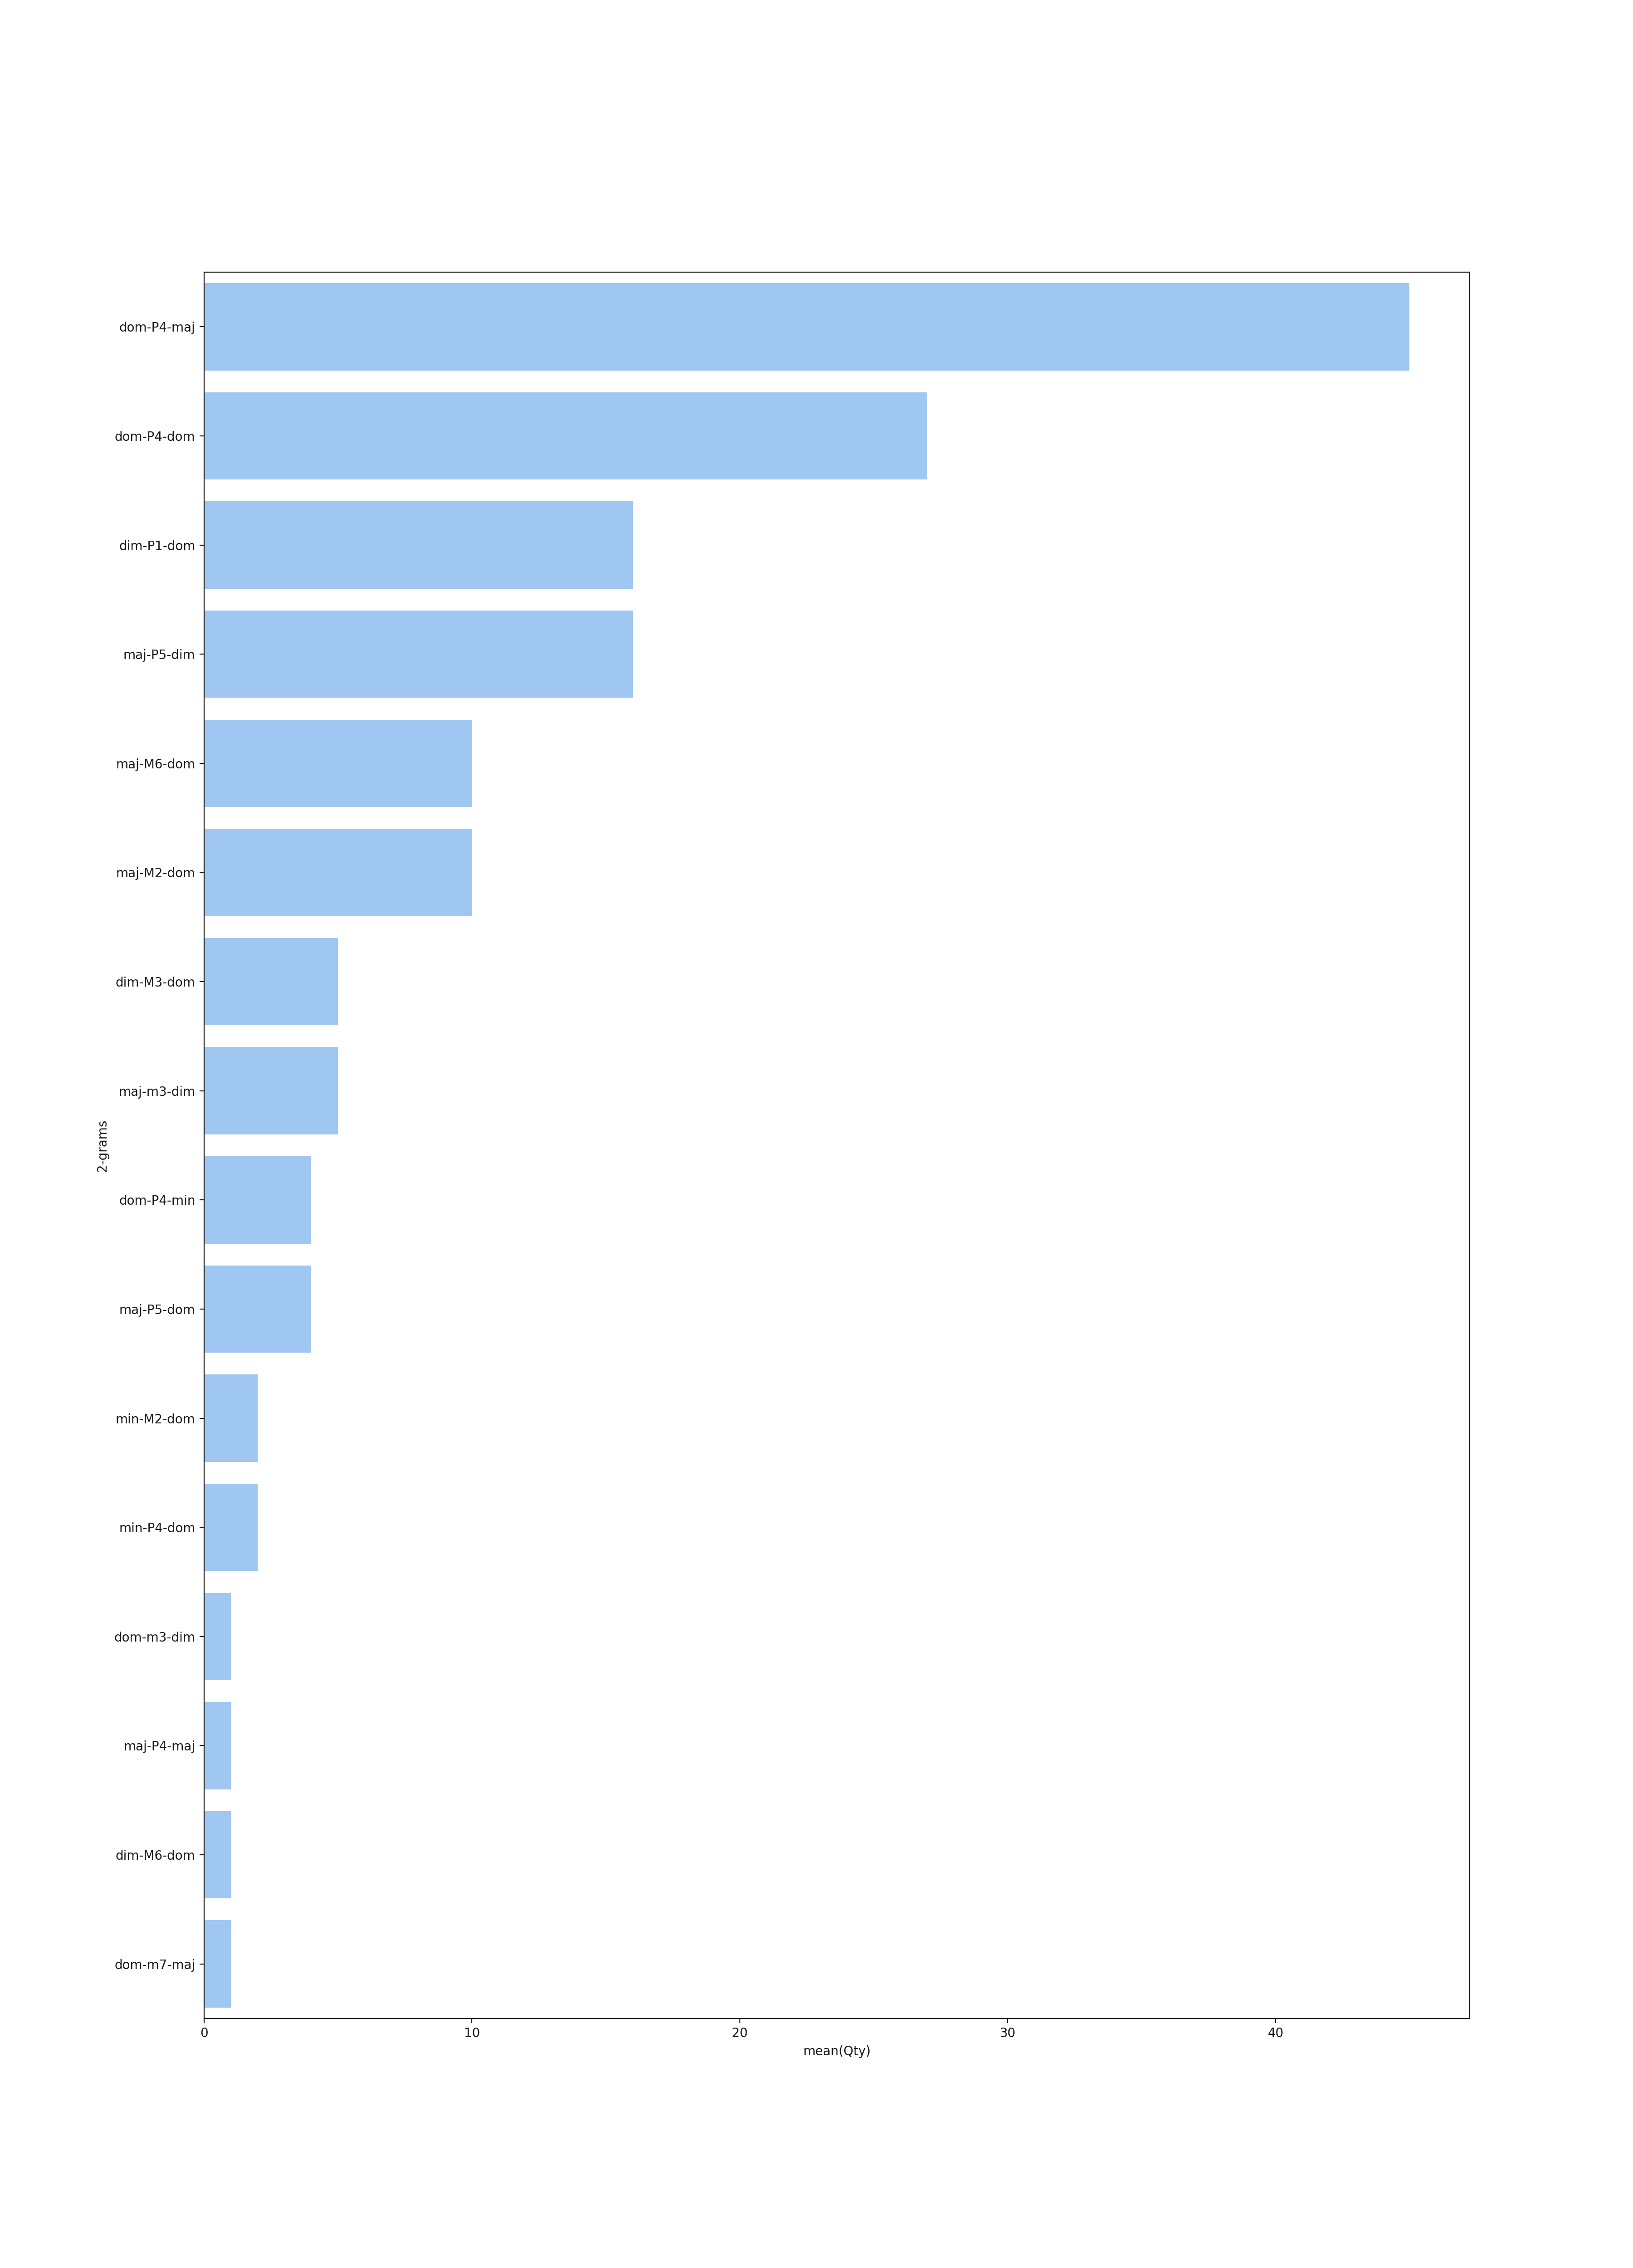 dom-P4-maj
dom-P4-dom
dim-P1-dom
maj-P5-dim
maj-M6-dom
maj-M2-dom
dim-M3-dom
maj-m3-dim
2-grams
dom-P4-min
maj-P5-dom
min-M2-dom
min-P4-dom
dom-m3-dim
maj-P4-maj
dim-M6-dom
dom-m7-maj
0 10 20 30 40
mean(Qty)